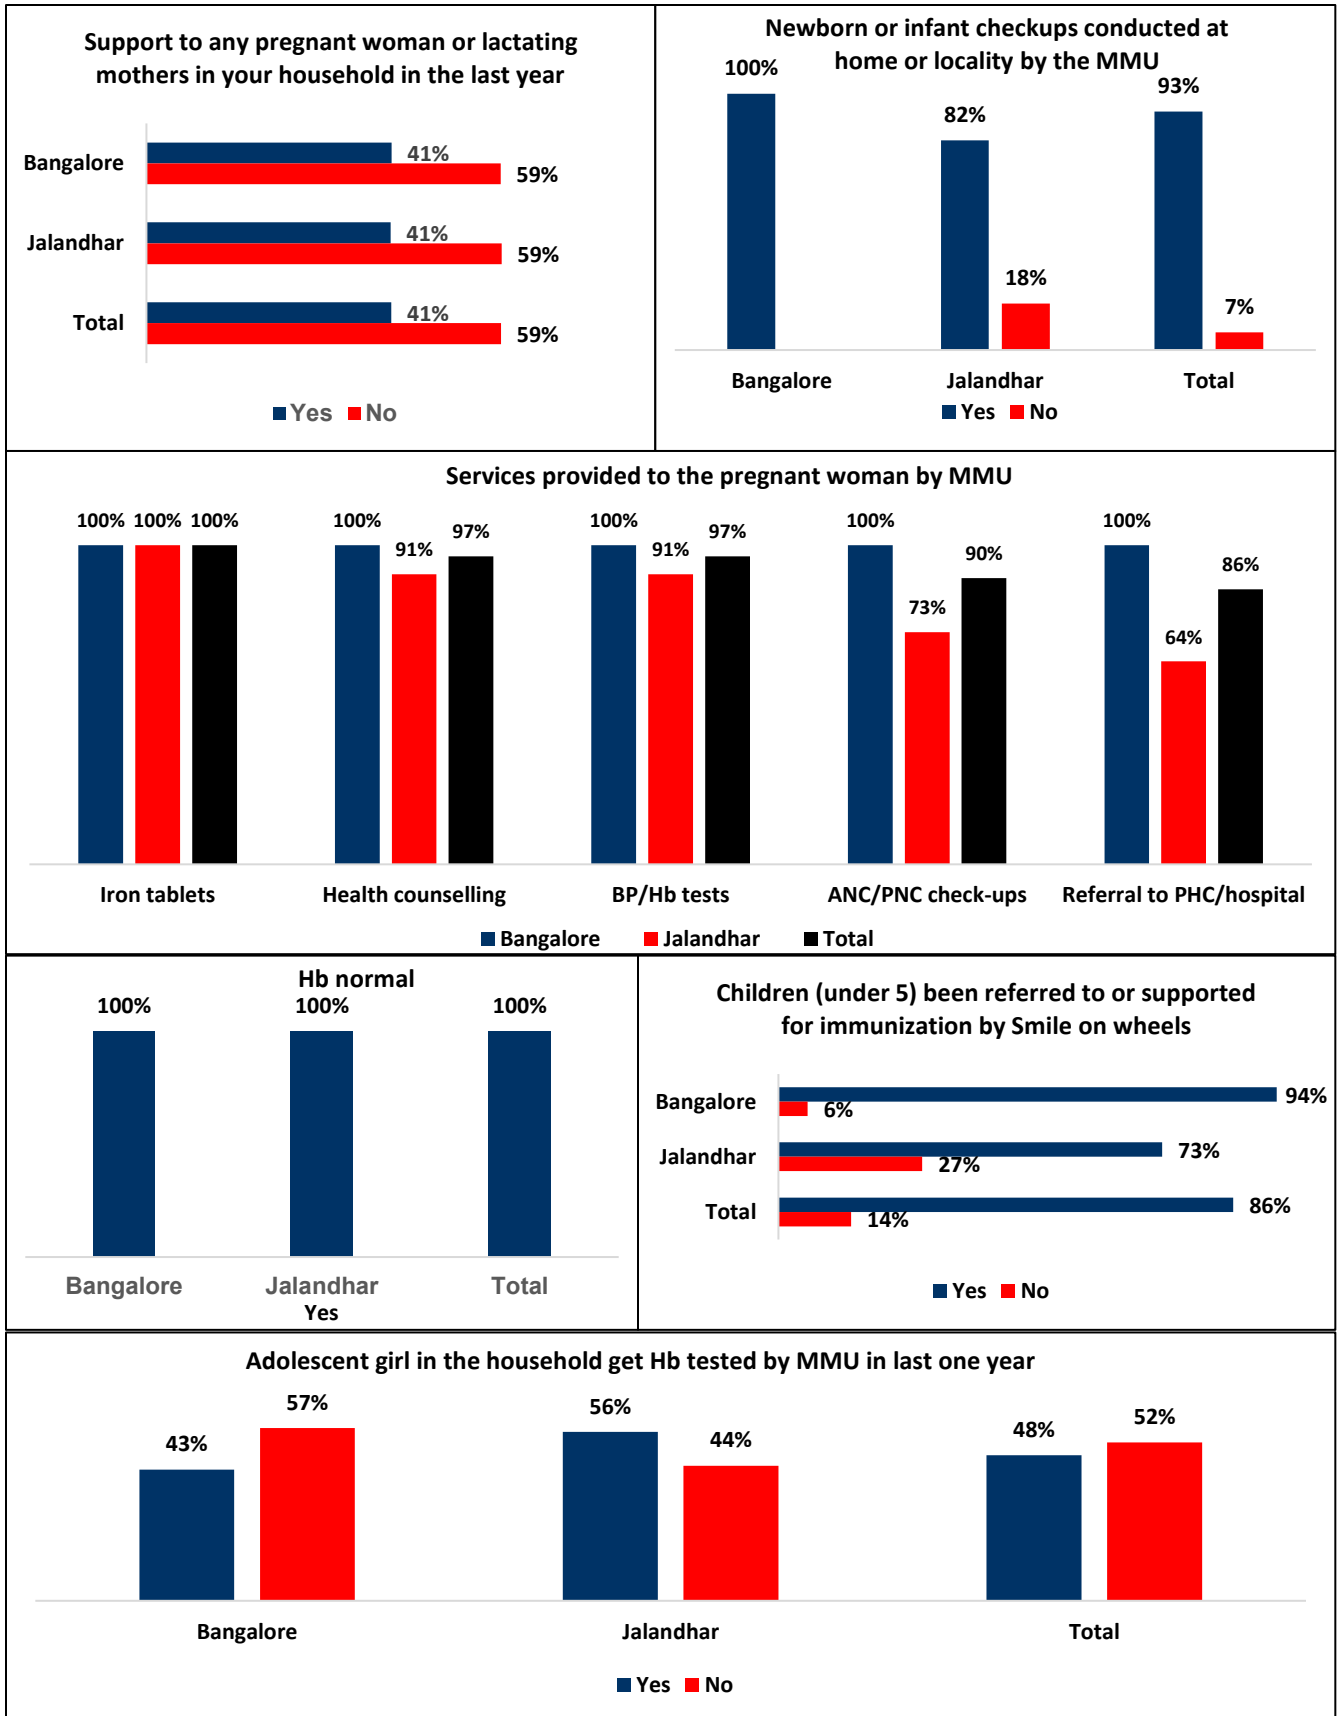 Support to any pregnant woman or lactating
mothers in your household in the last year
Bangalore
41%
59%
Jalandhar
41%
59%
Total
41%
59%
Yes No
Newborn or infant checkups conducted at
home or locality by the MMU
100%
82%
18%
93%
7%
Bangalore Jalandhar Total
Yes No
Services provided to the pregnant woman by MMU
100% 100% 100%
100% 91% 97%
100% 91% 97%
100% 73% 90%
100% 64% 86%
Iron tablets Health counselling BP/Hb tests ANC/PNC check-ups Referral to PHC/hospital
Bangalore Jalandhar Total
Hb normal
100% 100% 100%
Bangalore Jalandhar Total
Yes
Children (under 5) been referred to or supported
for immunization by Smile on wheels
Bangalore
94%
6%
Jalandhar
73%
27%
Total
86%
14%
Yes No
Adolescent girl in the household get Hb tested by MMU in last one year
43% 57%
56% 44%
48% 52%
Bangalore Jalandhar Total
Yes No